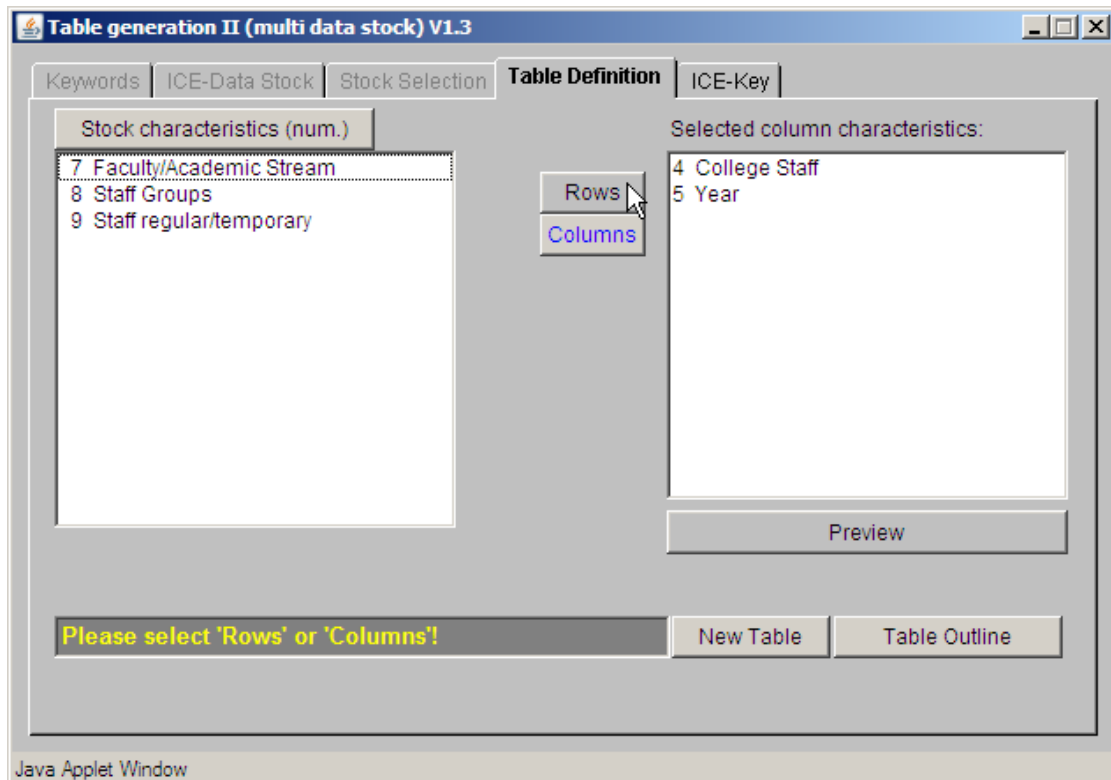 Table generation II (multi data stock) V1.3
Keywords ICE-Data Stock Stock Selection Table Definition ICE-Key
Stock characteristics (num.)
7 Faculty/Academic Stream
8 Staff Groups
9 Staff regular/temporary
Rows
Columns
Selected column characteristics:
4 College Staff
5 Year
Preview
Please select 'Rows' or 'Columns'!
New Table
Table Outline
Java Applet Window